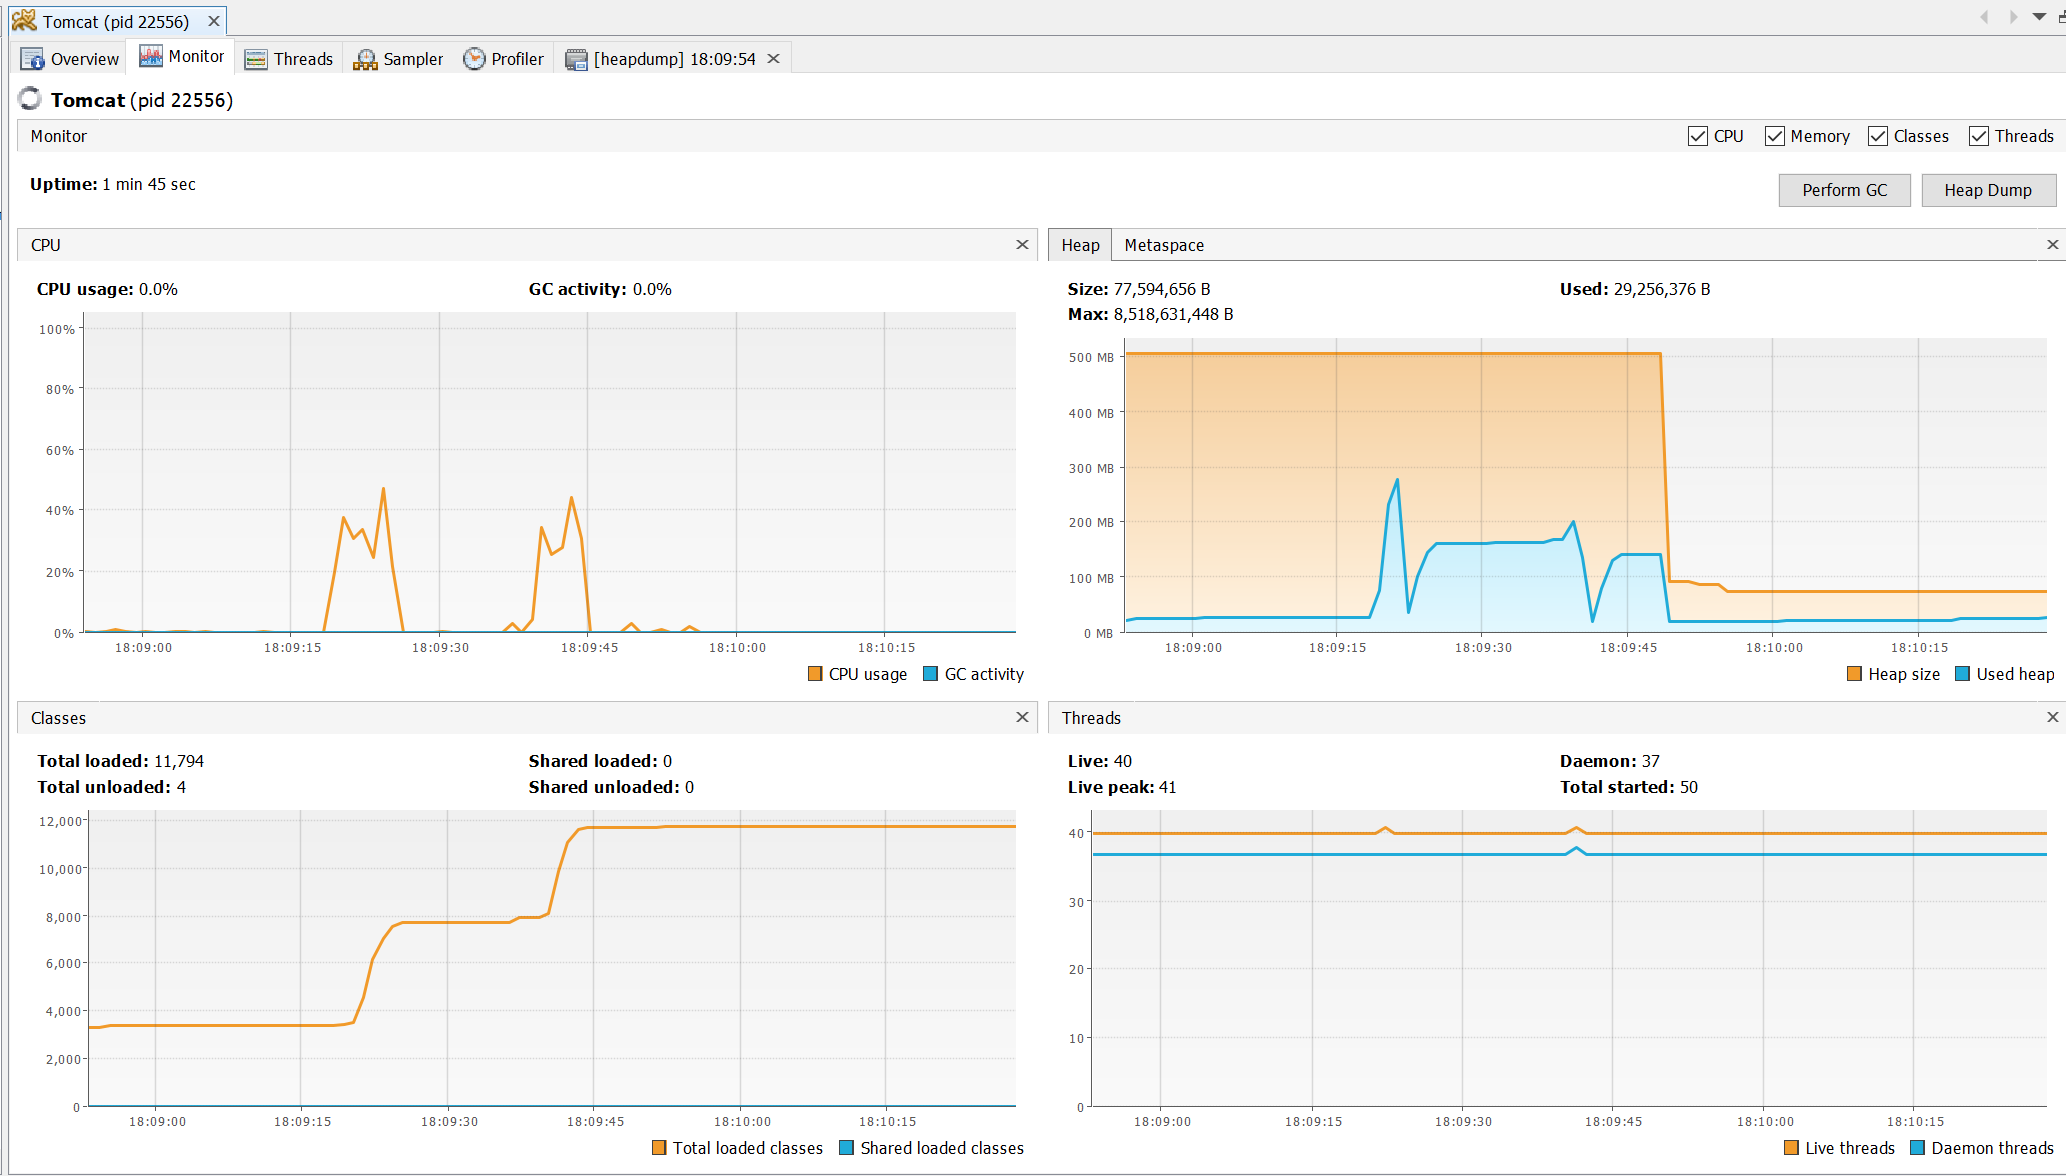 Tomcat (pid 22556)
Overview Monitor Threads Sampler Profiler [heapdump] 18:09:54
Tomcat (pid 22556)
Monitor CPU Memory Classes Threads
Uptime: 1 min 45 sec
Perform GC Heap Dump
CPU
CPU usage: 0.0% GC activity: 0.0%
100%
80%
60%
40%
20%
0%
18:09:00 18:09:15 18:09:30 18:09:45 18:10:00 18:10:15
CPU usage GC activity
Heap Metaspace
Size: 77,594,656 B Used: 29,256,376 B
Max: 8,518,631,448 B
500 MB
400 MB
300 MB
200 MB
100 MB
0 MB
18:09:00 18:09:15 18:09:30 18:09:45 18:10:00 18:10:15
Heap size Used heap
Classes
Total loaded: 11,794 Shared loaded: 0
Total unloaded: 4 Shared unloaded: 0
12,000
10,000
8,000
6,000
4,000
2,000
0
18:09:00 18:09:15 18:09:30 18:09:45 18:10:00 18:10:15
Total loaded classes Shared loaded classes
Threads
Live: 40 Daemon: 37
Live peak: 41 Total started: 50
40
30
20
10
0
18:09:00 18:09:15 18:09:30 18:09:45 18:10:00 18:10:15
Live threads Daemon threads